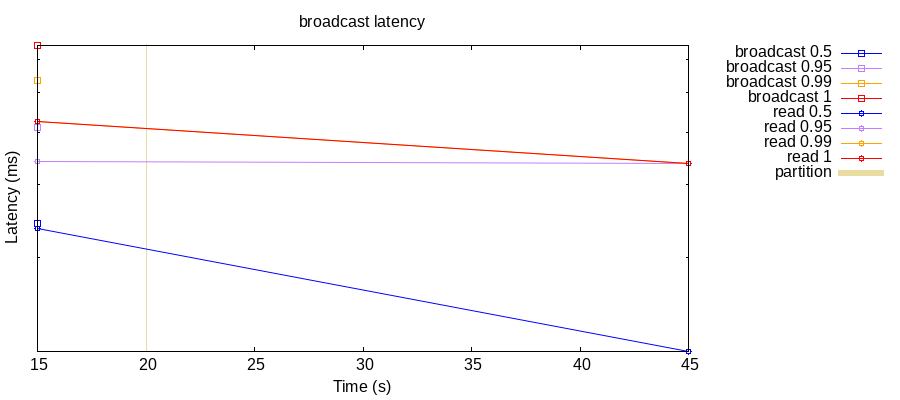 broadcast latency
broadcast 0.5
broadcast 0.95
broadcast 0.99
broadcast 1
read 0.5
read 0.95
read 0.99
read 1
partition
Latency (ms)
15 20 25 30 35 40 45
Time (s)